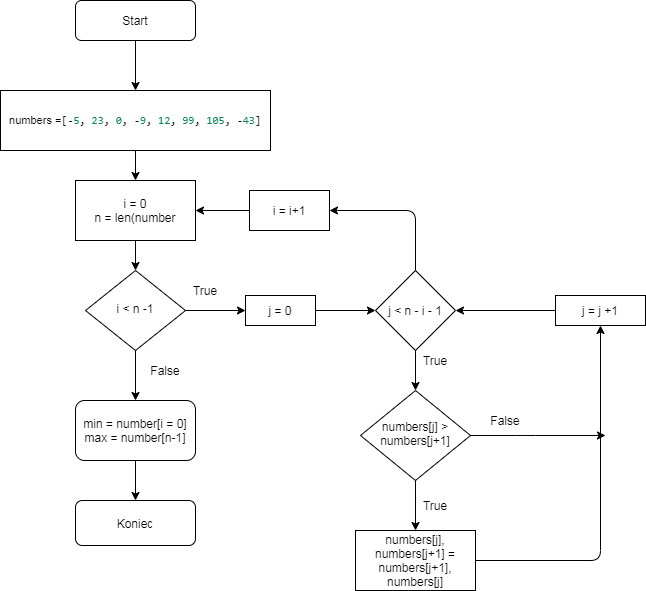 Start
numbers =[-5, 23, 0, -9, 12, 99, 105, -43]
i = 0
n = len(number
i = i+1
i < n -1
True
j = 0
j < n - i - 1
j = j +1
False
True
min = number[i = 0]
max = number[n-1]
numbers[j] >
numbers[j+1]
False
True
Koniec
numbers[j],
numbers[j+1] =
numbers[j+1],
numbers[j]